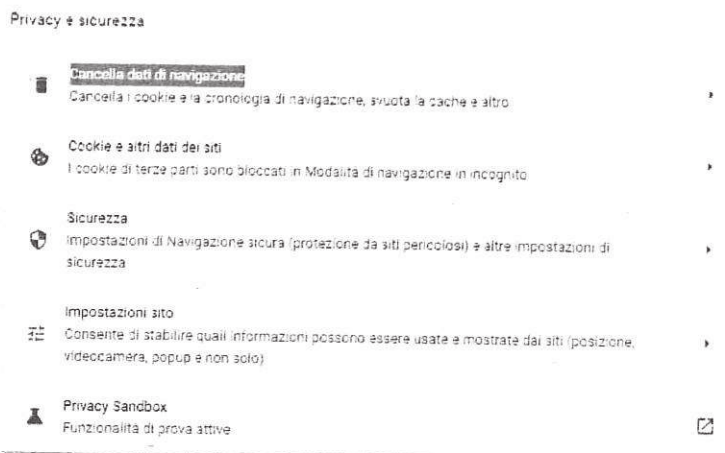 Privacy e sicurezza
Cancella dati di navigazione
Cancella i cookie e la cronologia di navigazione, svuota la cache e altro
Cookie e altri dati dei siti
I cookie di terze parti sono bloccati in Modalità di navigazione in incognito
Sicurezza
Impostazioni di Navigazione sicura (protezione da siti pericolosi) e altre impostazioni di
sicurezza
Impostazioni sito
Consente di stabilire quali informazioni possono essere usate e mostrate dai siti (posizione,
videocamera, popup e non solo)
Privacy Sandbox
Funzionalità di prova attive